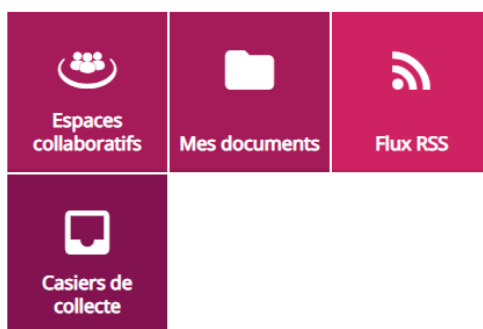 Espaces
collaboratifs
Mes documents
Flux RSS
Casiers de
collecte